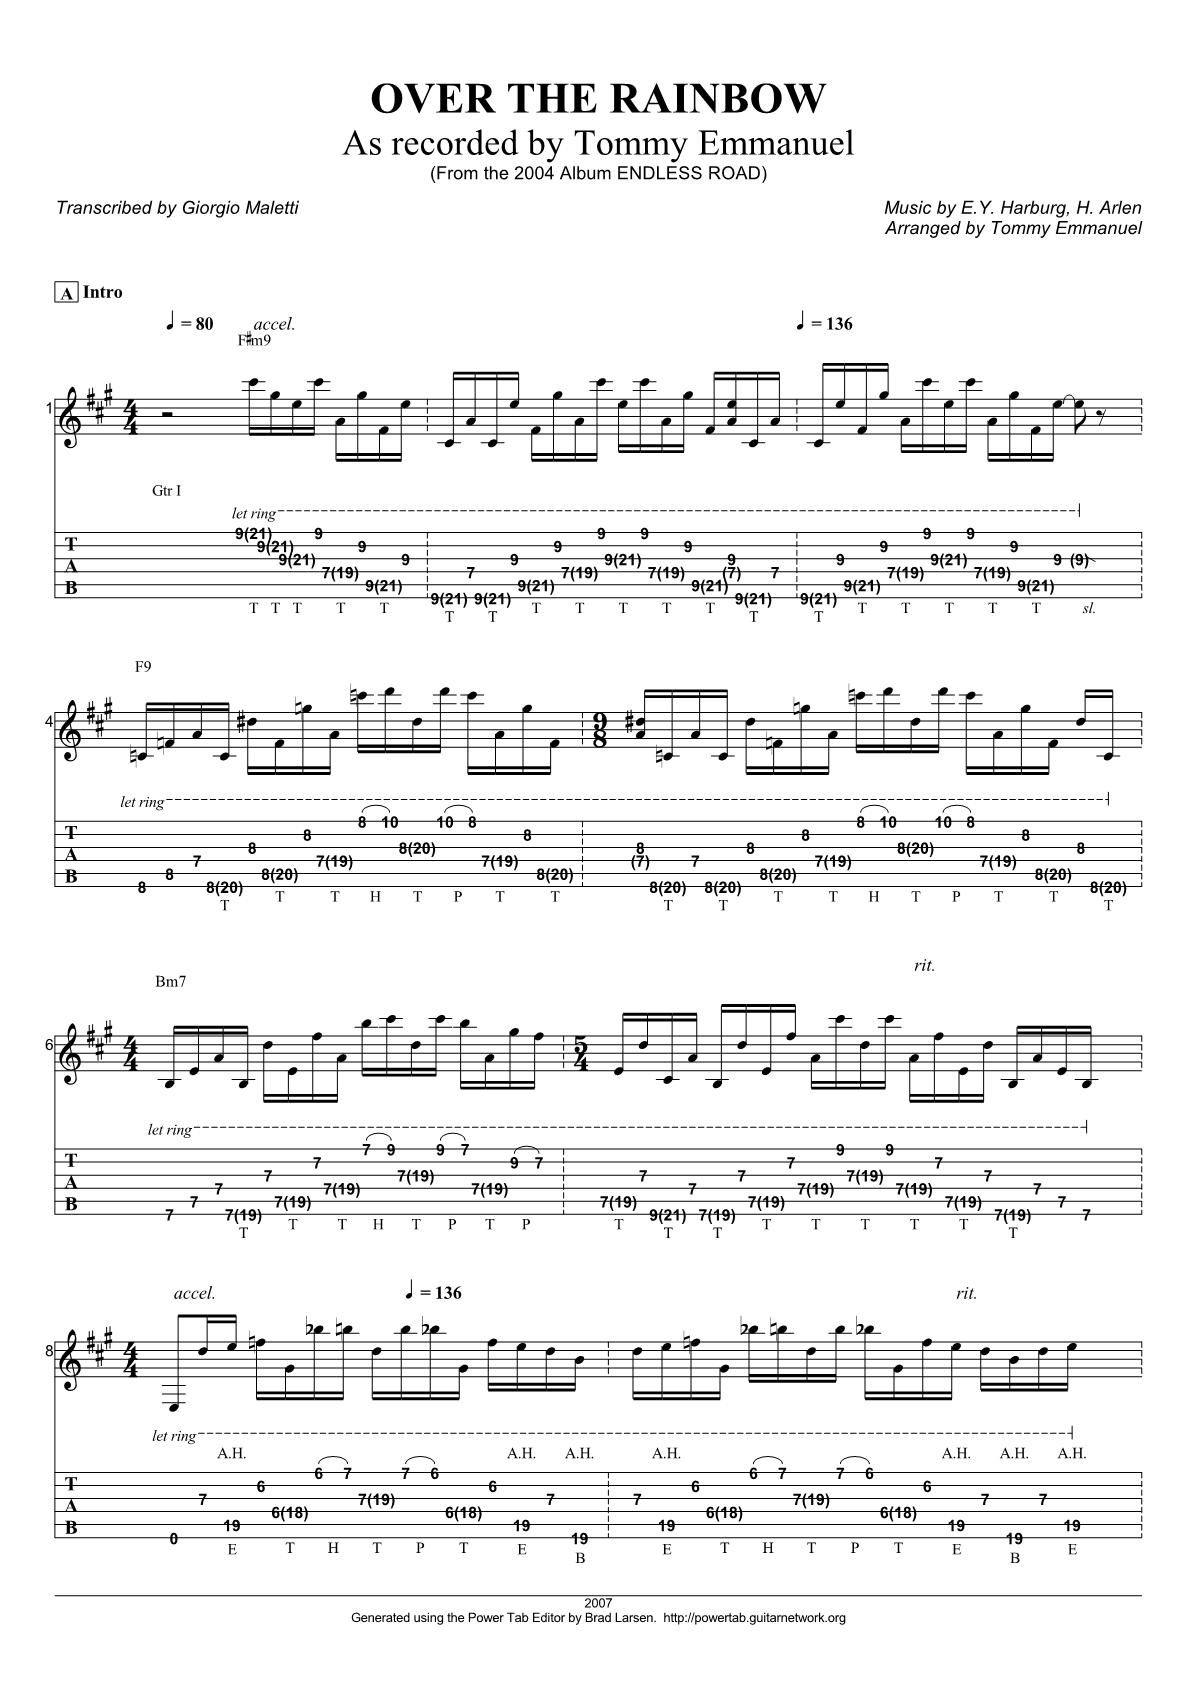 OVER THE RAINBOW
As recorded by Tommy Emmanuel
(From the 2004 Album ENDLESS ROAD)
Transcribed by Giorgio Maletti
Music by E.Y. Harburg, H. Arlen
Arranged by Tommy Emmanuel
A Intro
♩ = 80 accel. ♩ = 136
F#m9
1 4 4
Gtr I
let ring
9(21) 9 9 9 9 9
9(21) 9 9 9 9 9
9(21) 9 9 9(21) 9 9 9(21) 9 (9)
T 7(19) 7 7(19) 7(19) (7) 7 7(19) 7(19)
A 9(21) 9(21) 9(21) 9(21) 9(21)
B 9(21) 9(21) 9(21) 9(21)
T T T T T T T T T T T T T T T T sl.
T T T T
F9
4 9 8
let ring
8 10 10 8 8 10 10 8
T 8 8 8 8
8 8(20) 8 8 8(20) 8
A 7 7(19) 7(19) (7) 7 7(19) 7(19)
B 8 8(20) 8(20) 8(20) 8(20)
8 8(20) 8(20) 8(20) 8(20)
T T H T P T T T T H T P T T
T T T T
rit.
Bm7
6 4 4 5 4
let ring
7 9 9 7 9 9
T 7 9 7 7 7
7 7(19) 7 7 7(19) 7
A 7 7(19) 7(19) 7 7(19) 7(19) 7
B 7 7(19) 7(19) 7(19) 7(19) 7
7 7(19) 9(21) 7(19) 7(19) 7
T T H T P T P T T T T T T
T T T T
accel. ♩ = 136 rit.
8 4 4
let ring
A.H. A.H. A.H. A.H. A.H. A.H. A.H.
6 7 7 6 6 7 7 6
T 6 6 6 6
7 7(19) 7 7 7(19) 7 7
A 6(18) 6(18) 6(18) 6(18)
B 19 19 19 19 19
0 19 19
E T H T P T E B E T H T P T E B E
2007
Generated using the Power Tab Editor by Brad Larsen. http://powertab.guitarnetwork.org